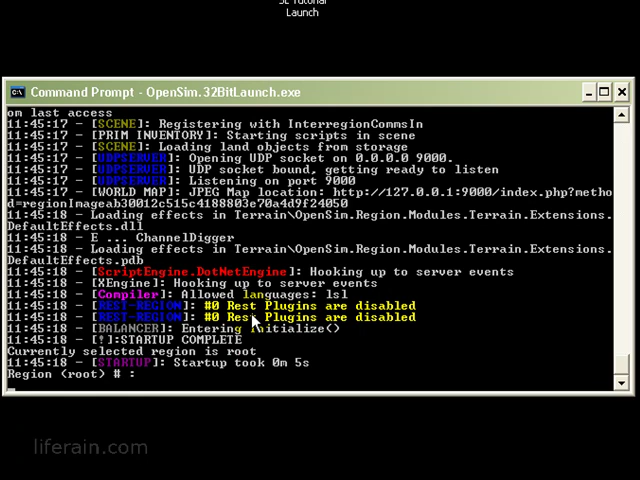 SL Tutorial
Launch
Command Prompt - OpenSim.32BitLaunch.exe
om last access
11:45:17 - [SCENE]: Registering with InterregionCommsIn
11:45:17 - [PRIM INVENTORY]: Starting scripts in scene
11:45:17 - [SCENE]: Loading land objects from storage
11:45:17 - [UDPSERVER]: Opening UDP socket on 0.0.0.0 9000.
11:45:17 - [UDPSERVER]: UDP socket bound, getting ready to listen
11:45:17 - [UDPSERVER]: Listening on port 9000
11:45:17 - [WORLD MAP]: JPEG Map location: http://127.0.0.1:9000/index.php?metho
d=regionImageab30012c515c4188803e70a4d9f24050
11:45:18 - Loading effects in Terrain\OpenSim.Region.Modules.Terrain.Extensions.
DefaultEffects.dll
11:45:18 - E ... ChannelDigger
11:45:18 - Loading effects in Terrain\OpenSim.Region.Modules.Terrain.Extensions.
DefaultEffects.pdb
11:45:18 - [ScriptEngine.DotNetEngine]: Hooking up to server events
11:45:18 - [XEngine]: Hooking up to server events
11:45:18 - [Compiler]: Allowed languages: lsl
11:45:18 - [REST-REGION]: #0 Rest Plugins are disabled
11:45:18 - [REST-REGION]: #0 Rest Plugins are disabled
11:45:18 - [BALANCER]: Entering Initialize()
11:45:18 - [!]:STARTUP COMPLETE
Currently selected region is root
11:45:18 - [STARTUP]: Startup took 0m 5s
Region (root) # :
liferain.com